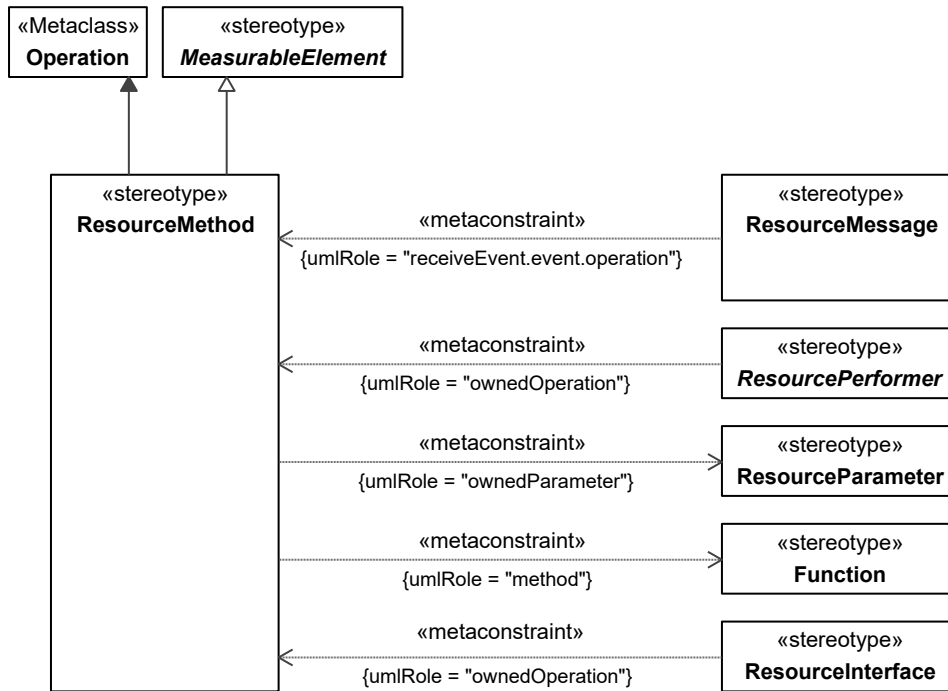 «Metaclass»
Operation
«stereotype»
MeasurableElement
«stereotype»
ResourceMethod
«metaconstraint»
{umlRole = "receiveEvent.event.operation"}
«stereotype»
ResourceMessage
«metaconstraint»
{umlRole = "ownedOperation"}
«stereotype»
ResourcePerformer
«metaconstraint»
{umlRole = "ownedParameter"}
«stereotype»
ResourceParameter
«metaconstraint»
{umlRole = "method"}
«stereotype»
Function
«metaconstraint»
{umlRole = "ownedOperation"}
«stereotype»
ResourceInterface